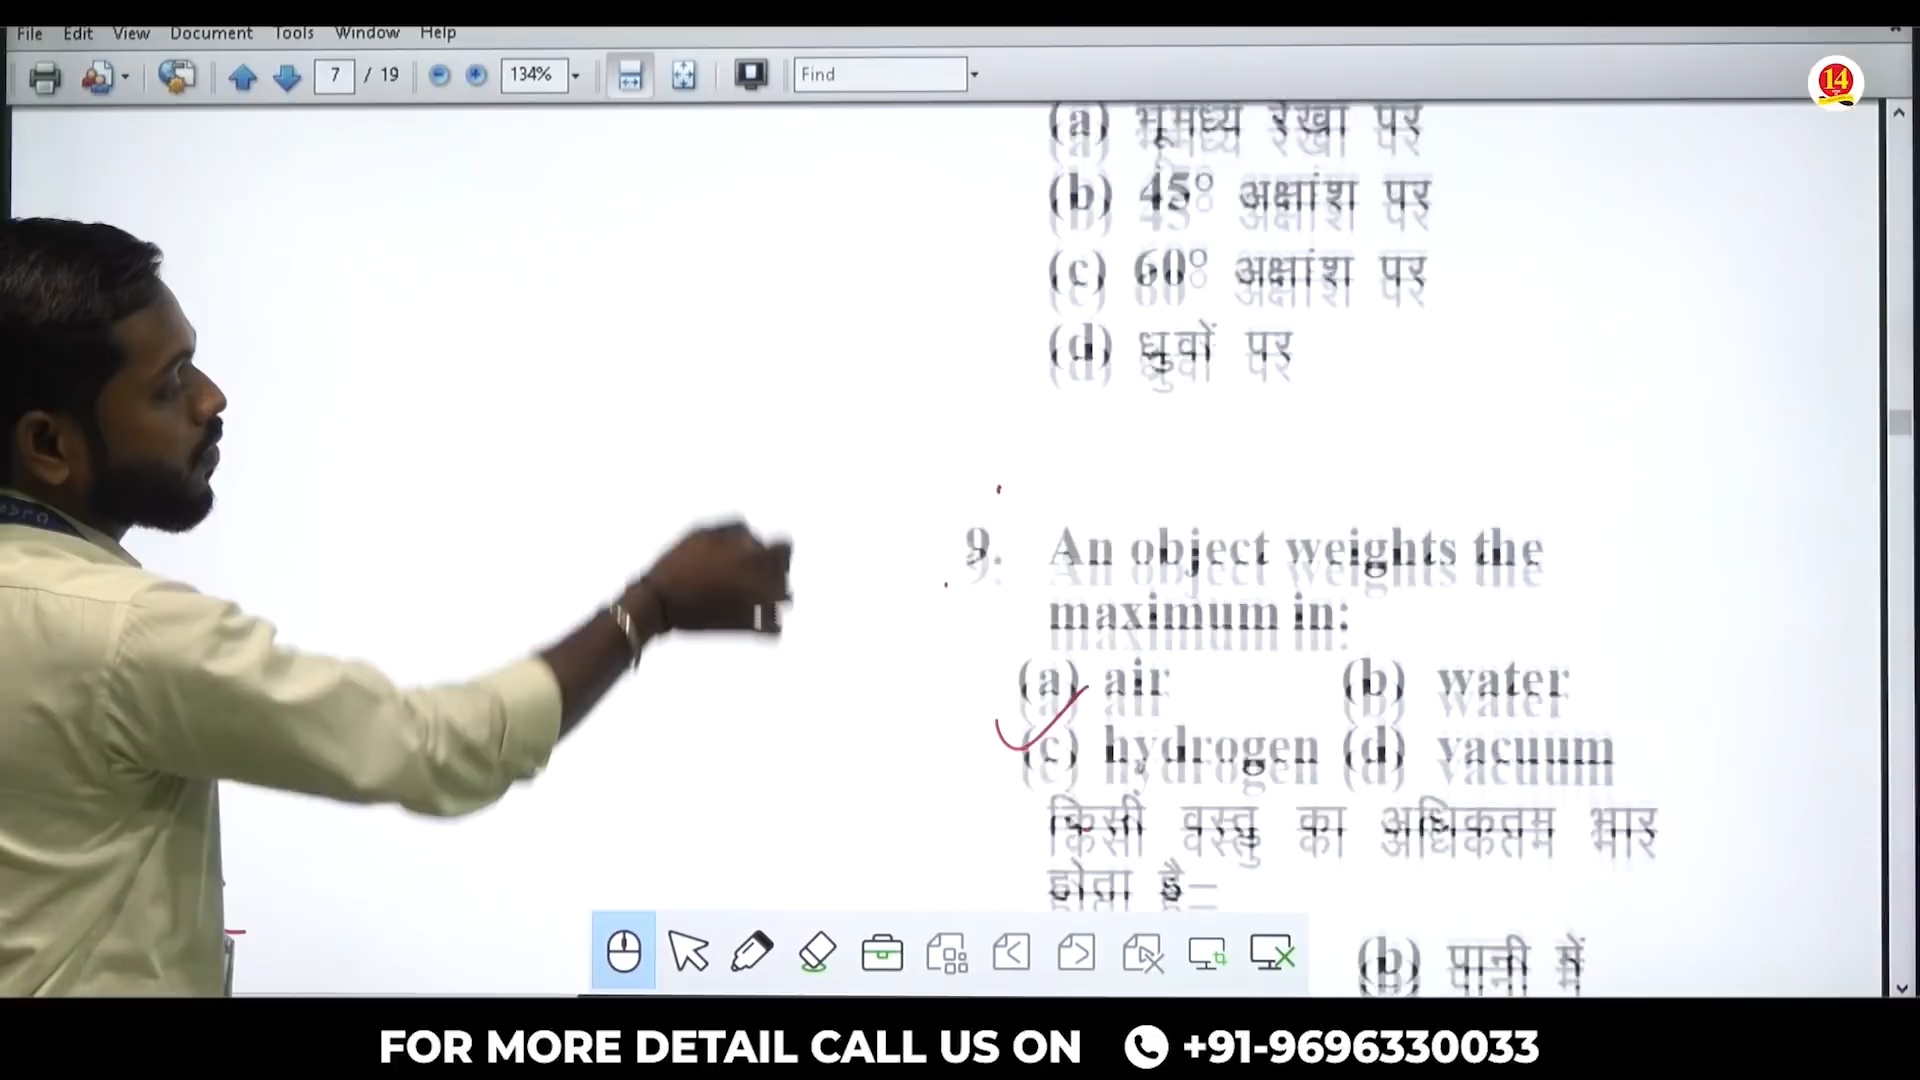 File Edit View Document Tools Window Help
7 / 19 134% Find
14
(a) भूमध्य रेखा पर
(b) 45° अक्षांश पर
(c) 60° अक्षांश पर
(d) ध्रुवों पर
9. An object weights the
maximum in:
(a) air (b) water
(c) hydrogen (d) vacuum
किसी वस्तु का अधिकतम भार
होता है–
(b) पानी में
FOR MORE DETAIL CALL US ON +91-9696330033